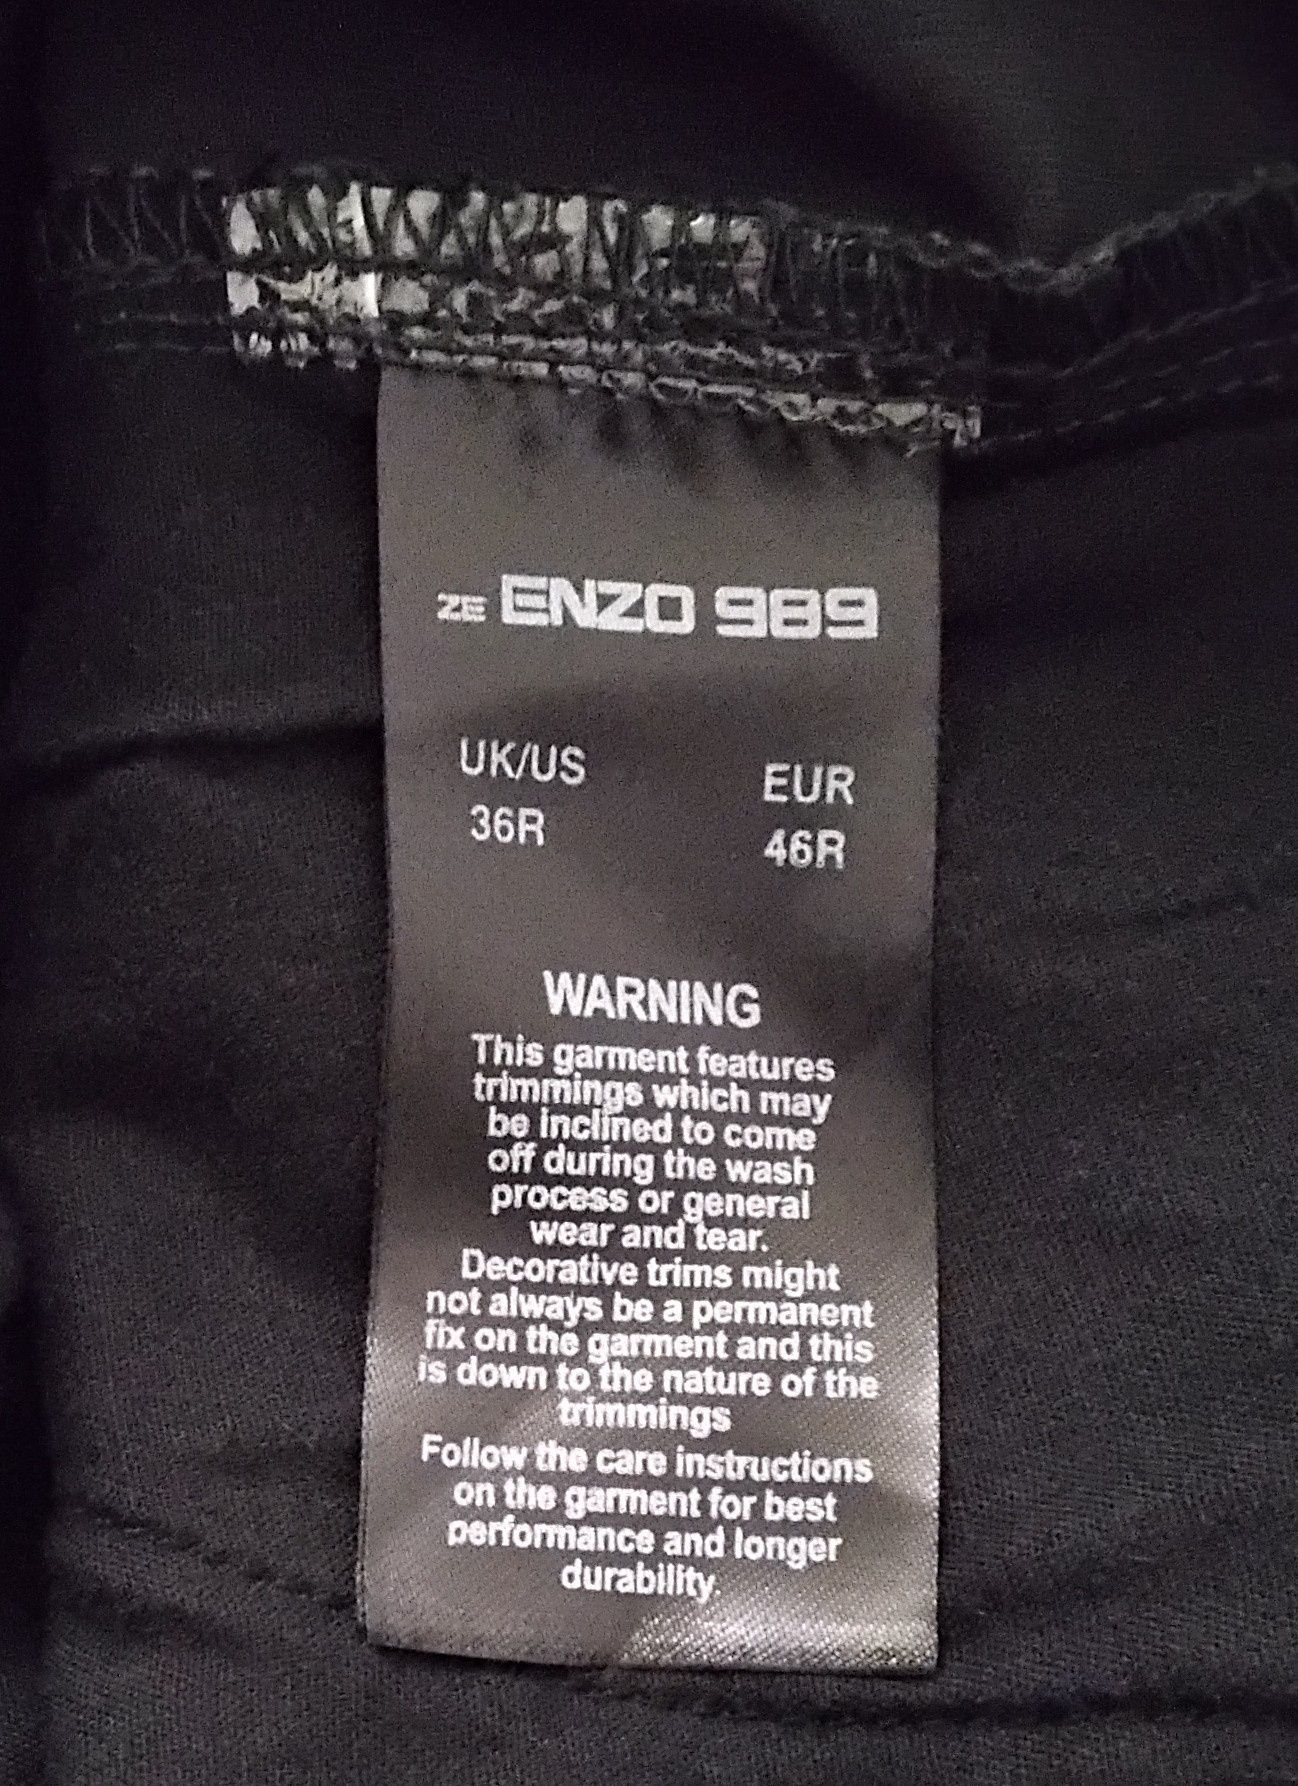 ZE ENZO 989
UK/US EUR
36R 46R
WARNING
This garment features
trimmings which may
be inclined to come
off during the wash
process or general
wear and tear.
Decorative trims might
not always be a permanent
fix on the garment and this
is down to the nature of the
trimmings
Follow the care instructions
on the garment for best
performance and longer
durability.